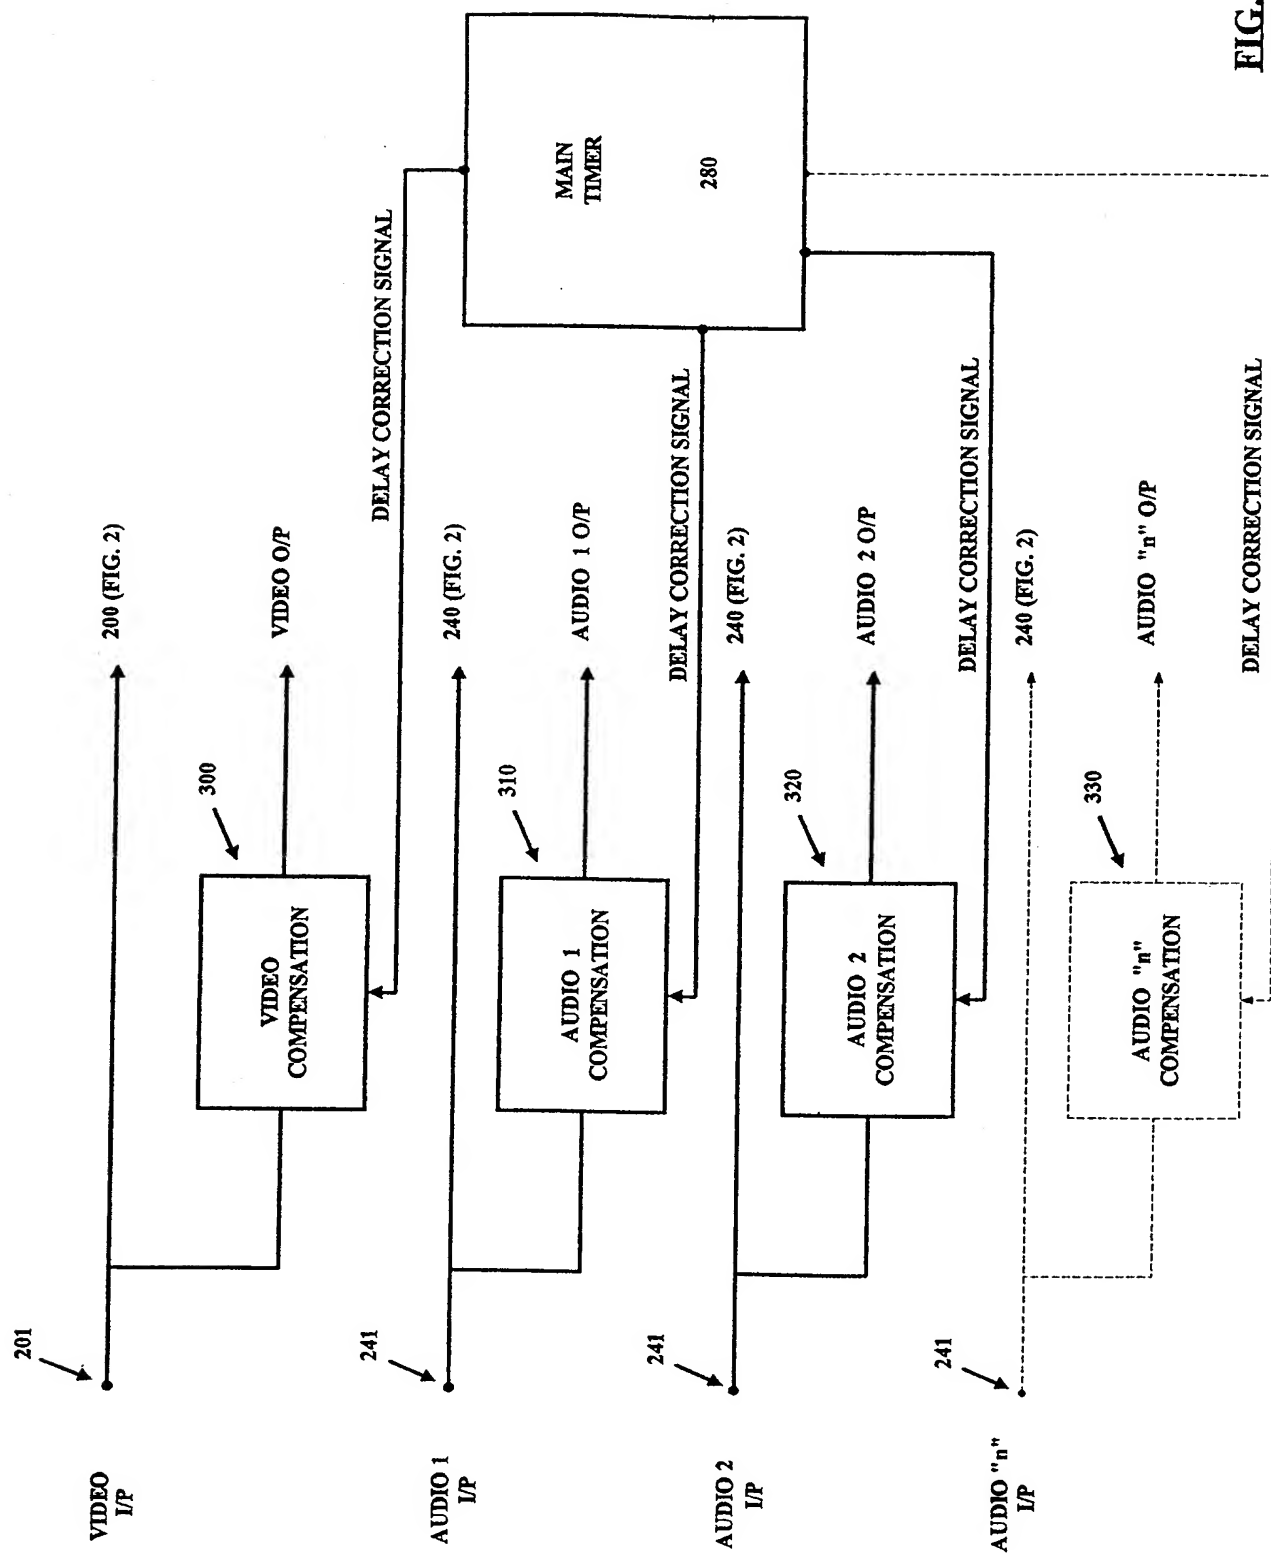 VIDEO
I/P
201
200 (FIG. 2)
VIDEO
COMPENSATION
300
VIDEO O/P
DELAY CORRECTION SIGNAL
AUDIO 1
I/P
241
240 (FIG. 2)
AUDIO 1
COMPENSATION
310
AUDIO 1 O/P
DELAY CORRECTION SIGNAL
MAIN
TIMER
280
AUDIO 2
I/P
241
240 (FIG. 2)
AUDIO 2
COMPENSATION
320
AUDIO 2 O/P
DELAY CORRECTION SIGNAL
AUDIO "n"
I/P
241
240 (FIG. 2)
AUDIO "n"
COMPENSATION
330
AUDIO "n" O/P
DELAY CORRECTION SIGNAL
FIG.